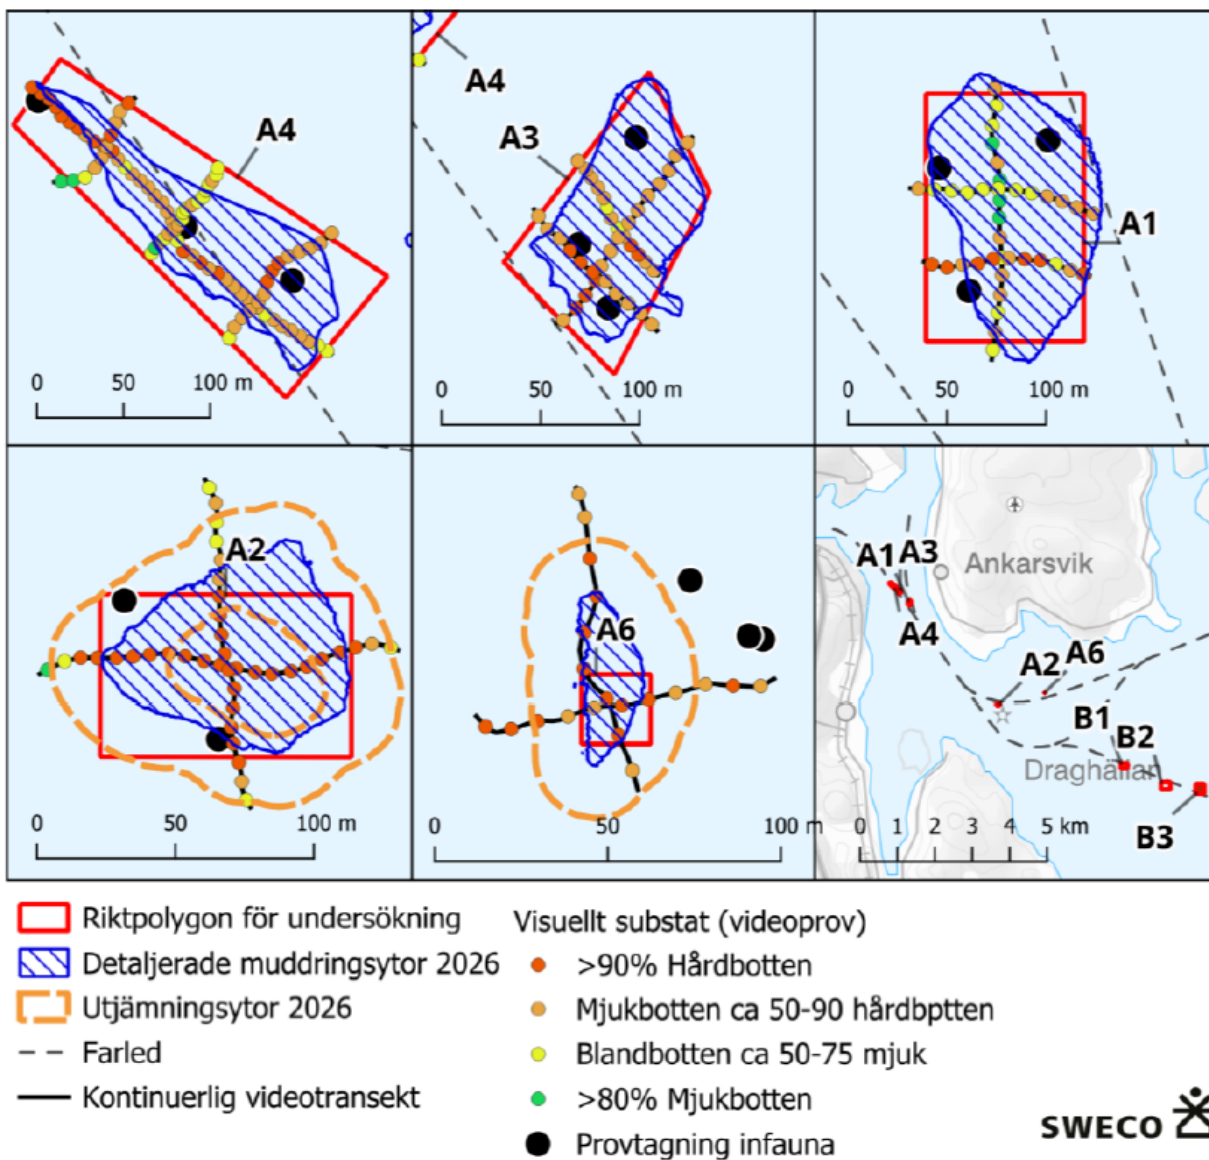 A4
0 50 100 m
A4
A3
0 50 100 m
A1
0 50 100 m
A2
0 50 100 m
A6
0 50 100 m
Ankarsvik
A1 A3
A4
A2 A6
B1
B2
Draghällan
B3
0 1 2 3 4 5 km
Riktpolygon för undersökning
Detaljerade muddringsytor 2026
Utjämningsytor 2026
Farled
Kontinuerlig videotransekt
Visuellt substat (videoprov)
>90% Hårdbotten
Mjukbotten ca 50-90 hårdbptten
Blandbotten ca 50-75 mjuk
>80% Mjukbotten
Provtagning infauna
SWECO